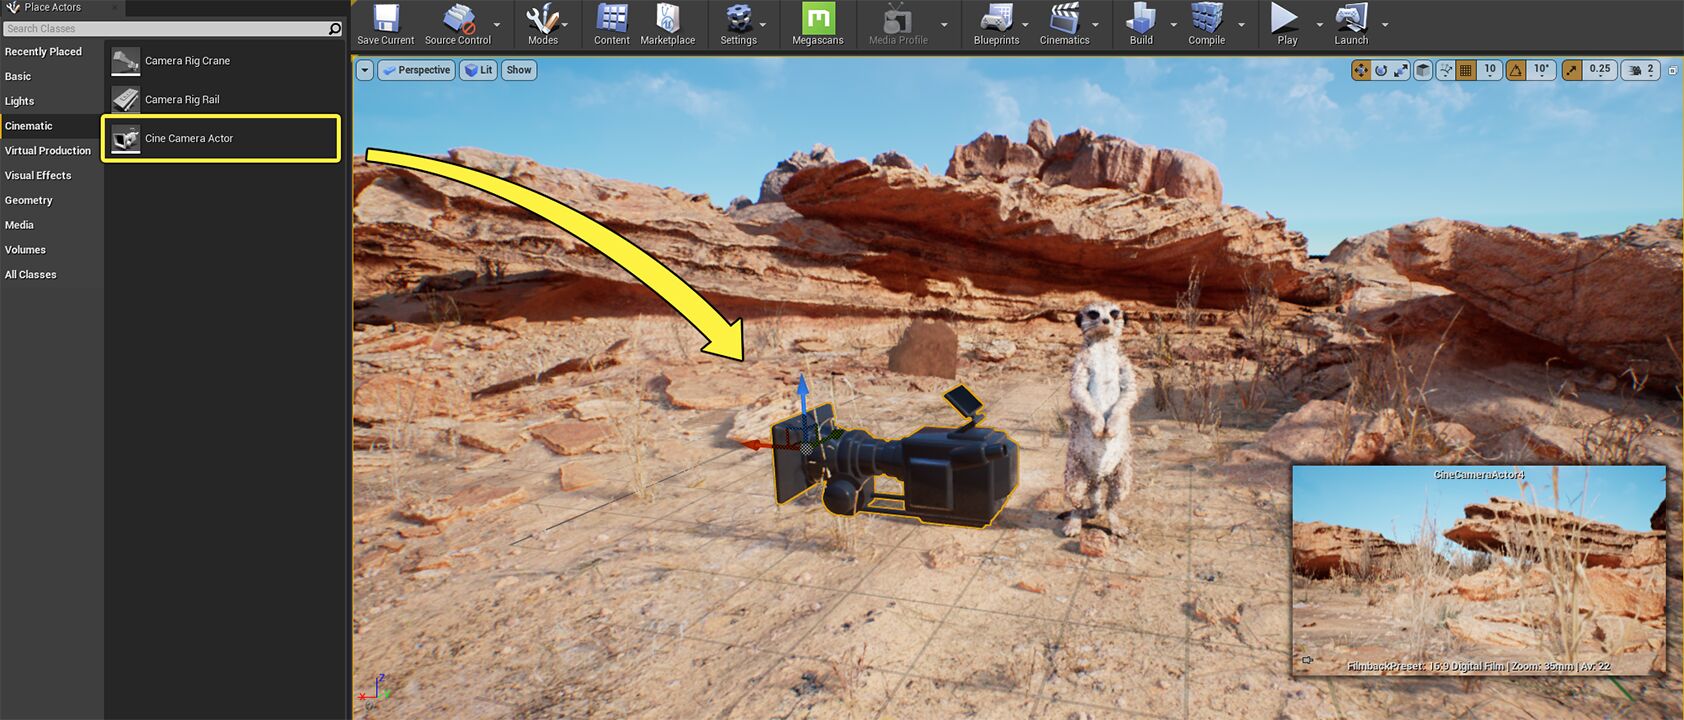 Place Actors
Search Classes
Recently Placed
Basic
Lights
Cinematic
Virtual Production
Visual Effects
Geometry
Media
Volumes
All Classes
Camera Rig Crane
Camera Rig Rail
Cine Camera Actor
Save Current
Source Control
Modes
Content
Marketplace
Settings
Megascans
Media Profile
Blueprints
Cinematics
Build
Compile
Play
Launch
Perspective
Lit
Show
10
10°
0.25
2
CineCameraActor4
FilmbackPreset: 16:9 Digital Film | Zoom: 35mm | Av: 22
Z
X